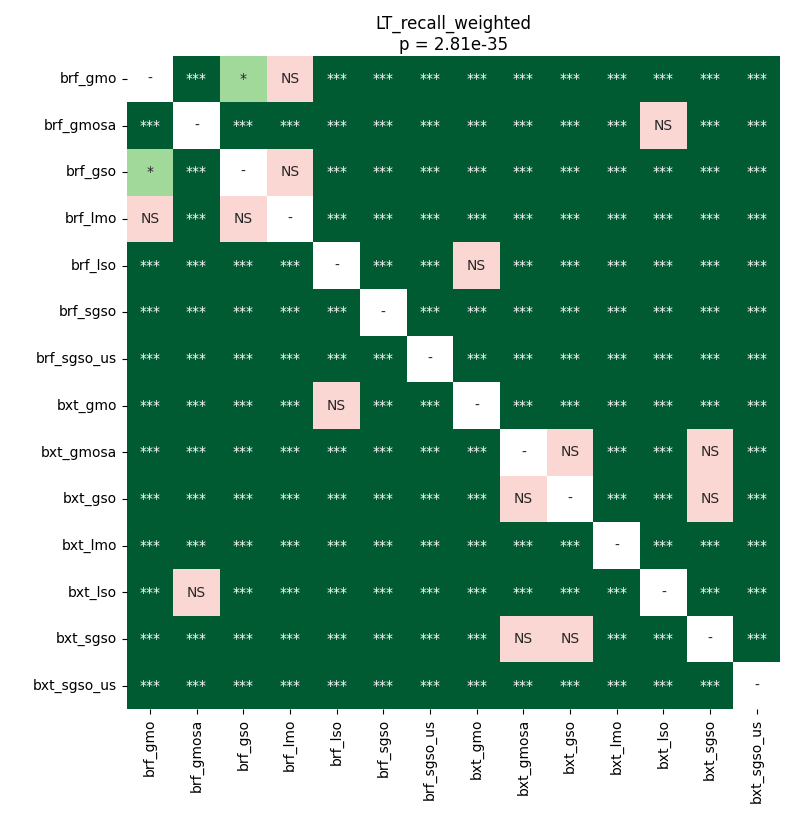 LT_recall_weighted
p = 2.81e-35
brf_gmo - *** * NS *** *** *** *** *** *** *** *** *** ***
brf_gmosa *** - *** *** *** *** *** *** *** *** *** NS *** ***
brf_gso * *** - NS *** *** *** *** *** *** *** *** *** ***
brf_lmo NS *** NS - *** *** *** *** *** *** *** *** *** ***
brf_lso *** *** *** *** - *** *** NS *** *** *** *** *** ***
brf_sgso *** *** *** *** *** - *** *** *** *** *** *** *** ***
brf_sgso_us *** *** *** *** *** *** - *** *** *** *** *** *** ***
bxt_gmo *** *** *** *** NS *** *** - *** *** *** *** *** ***
bxt_gmosa *** *** *** *** *** *** *** *** - NS *** *** NS ***
bxt_gso *** *** *** *** *** *** *** *** NS - *** *** NS ***
bxt_lmo *** *** *** *** *** *** *** *** *** *** - *** *** ***
bxt_lso *** NS *** *** *** *** *** *** *** *** *** - *** ***
bxt_sgso *** *** *** *** *** *** *** *** NS NS *** *** - ***
bxt_sgso_us *** *** *** *** *** *** *** *** *** *** *** *** *** -
brf_gmo brf_gmosa brf_gso brf_lmo brf_lso brf_sgso brf_sgso_us bxt_gmo bxt_gmosa bxt_gso bxt_lmo bxt_lso bxt_sgso bxt_sgso_us